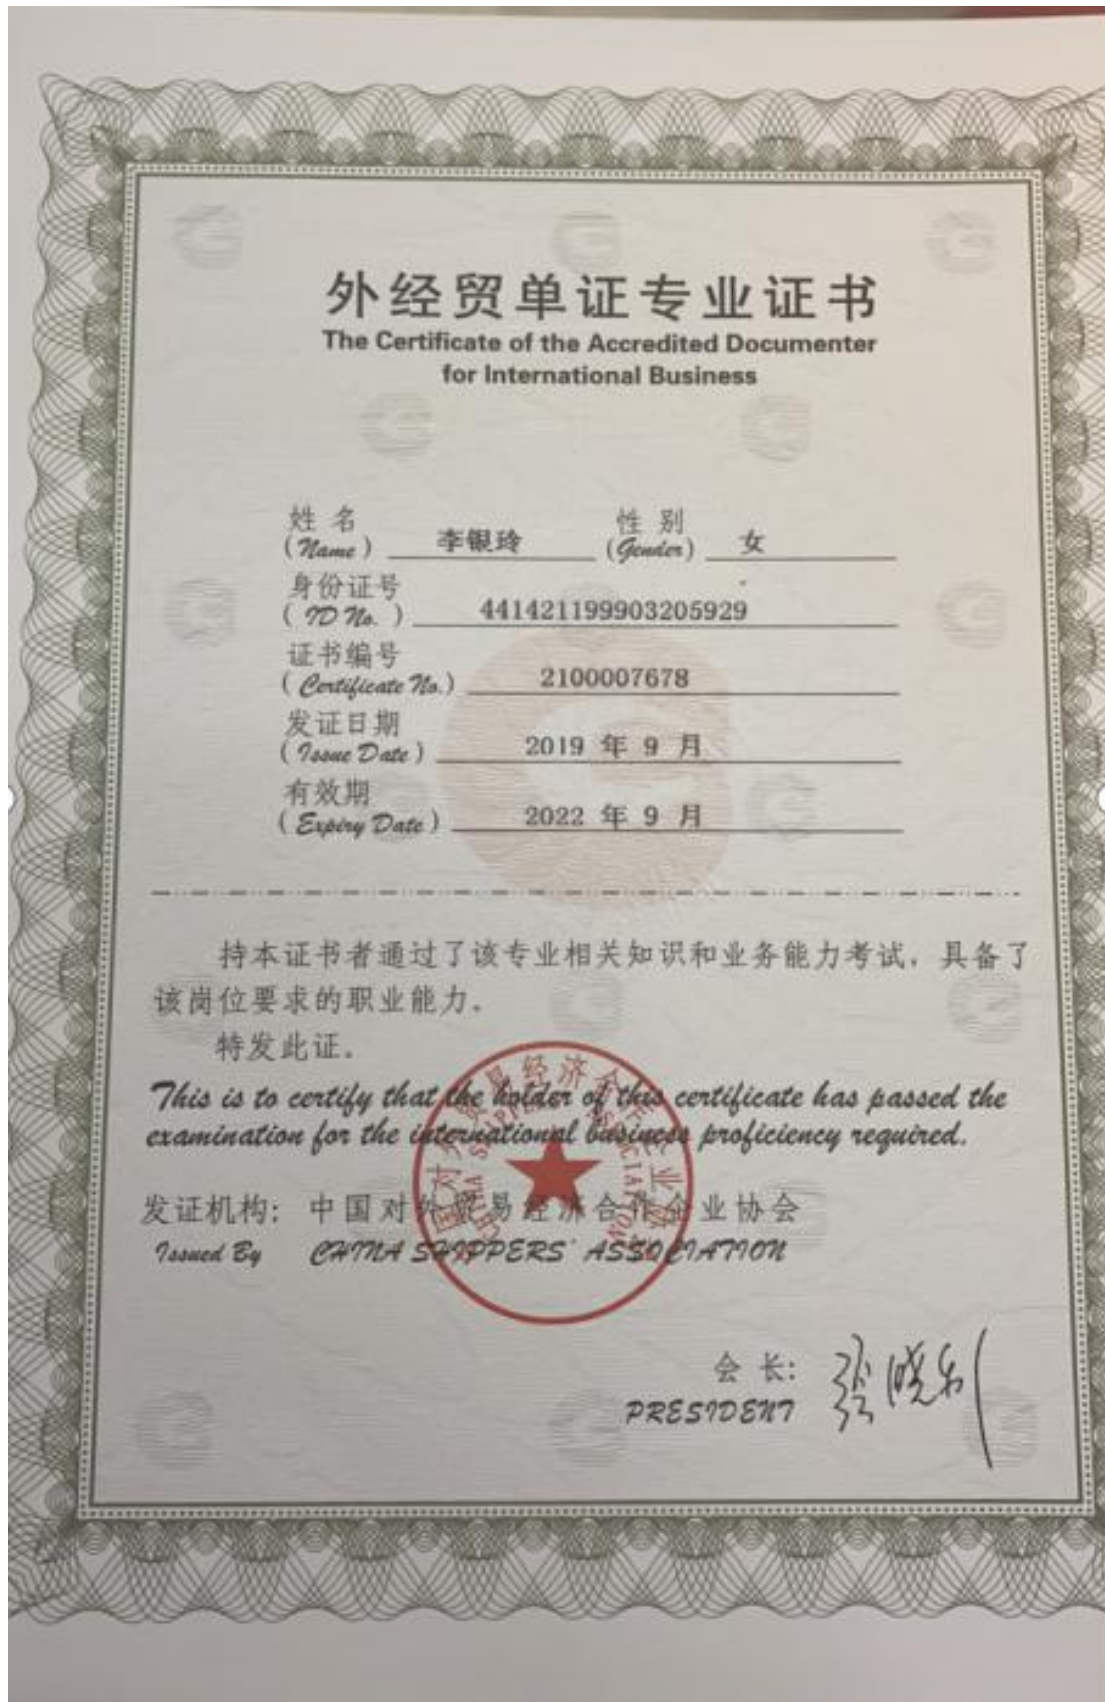 外经贸单证专业证书
The Certificate of the Accredited Documenter
for International Business
姓 名 性 别
(Name) 李银玲 (Gender) 女
身份证号
(ID No.) 441421199903205929
证书编号
(Certificate No.) 2100007678
发证日期
(Issue Date) 2019 年 9 月
有效期
(Expiry Date) 2022 年 9 月
持本证书者通过了该专业相关知识和业务能力考试，具备了
该岗位要求的职业能力。
特发此证。
This is to certify that the holder of this certificate has passed the
examination for the international business proficiency required.
发证机构: 中国对外贸易经济合作企业协会
Issued By CHINA SHIPPERS' ASSOCIATION
会 长:
PRESIDENT